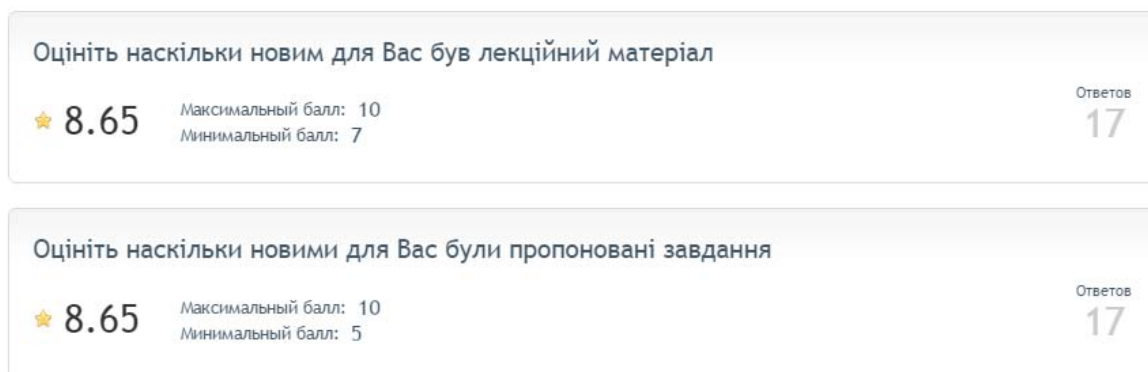 Оцініть наскільки новим для Вас був лекційний матеріал
8.65
Максимальный балл: 10
Минимальный балл: 7
Ответов
17
Оцініть наскільки новими для Вас були пропоновані завдання
8.65
Максимальный балл: 10
Минимальный балл: 5
Ответов
17